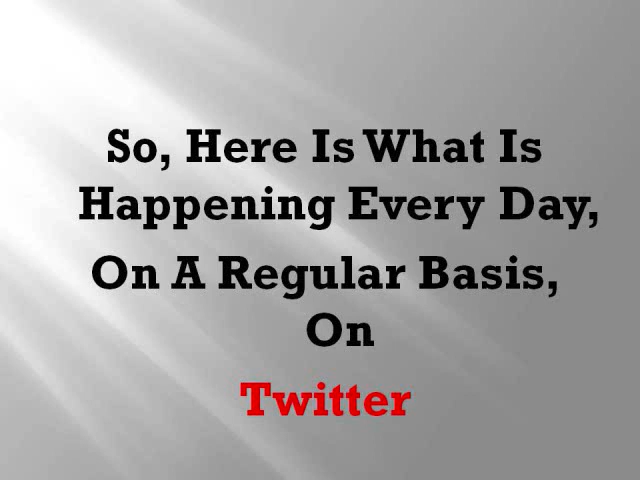 So, Here Is What Is
Happening Every Day,
On A Regular Basis,
On
Twitter